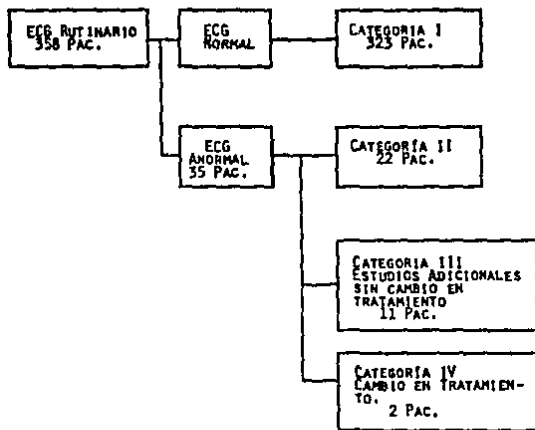 ECG RUTINARIO
358 PAC.
ECG
NORMAL
CATEGORÍA I
323 PAC.
ECG
ANORMAL
35 PAC.
CATEGORÍA II
22 PAC.
CATEGORIA III
ESTUDIOS ADICIONALES
SIN CAMBIO EN
TRATAMIENTO
11 PAC.
CATEGORÍA IV
CAMBIO EN TRATAMIEN-
TO.
2 PAC.